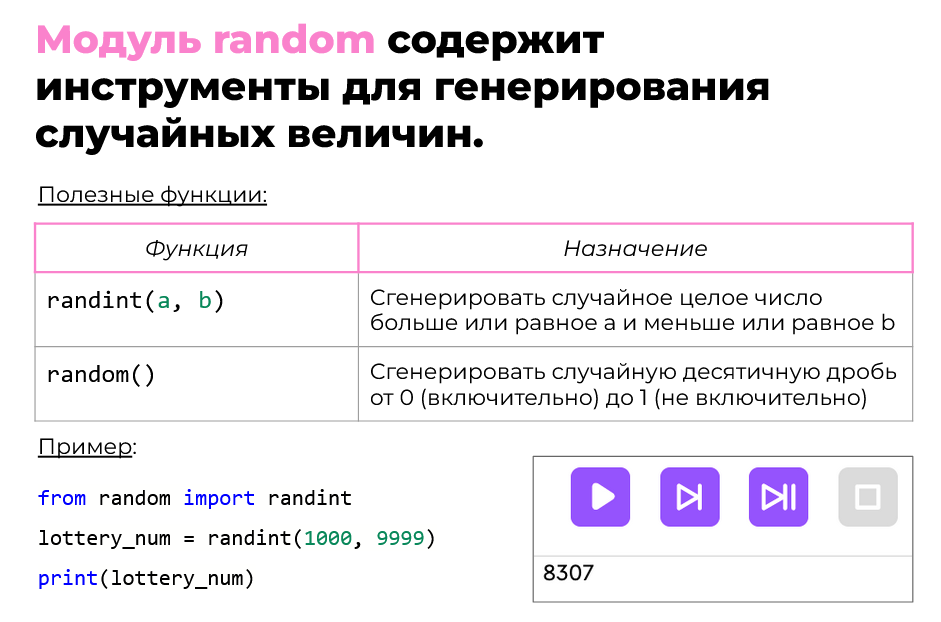 Модуль random содержит
инструменты для генерирования
случайных величин.
Полезные функции:
Функция
Назначение
randint(a, b)
Сгенерировать случайное целое число
больше или равное a и меньше или равное b
random()
Сгенерировать случайную десятичную дробь
от 0 (включительно) до 1 (не включительно)
Пример:
from random import randint
lottery_num = randint(1000, 9999)
print(lottery_num)
8307